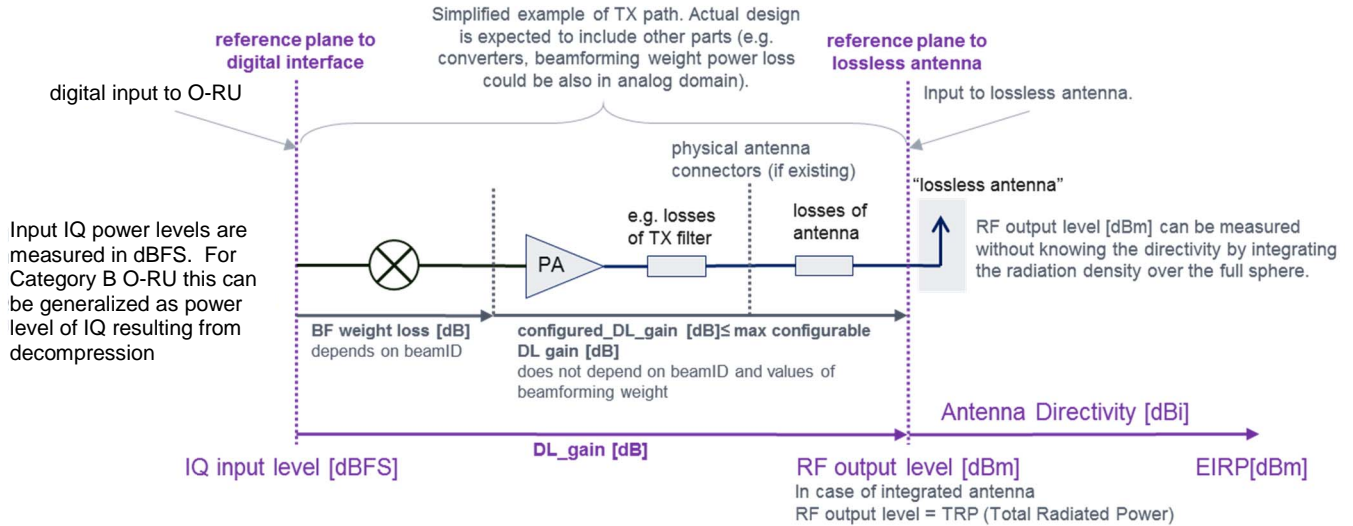 Simplified example of TX path. Actual design
is expected to include other parts (e.g.
converters, beamforming weight power loss
could be also in analog domain).
reference plane to
digital interface
reference plane to
lossless antenna
digital input to O-RU
Input to lossless antenna.
physical antenna
connectors (if existing)
"lossless antenna"
Input IQ power levels are
measured in dBFS.  For
Category B O-RU this can
be generalized as power
level of IQ resulting from
decompression
PA
e.g. losses
of TX filter
losses of
antenna
RF output level [dBm] can be measured
without knowing the directivity by integrating
the radiation density over the full sphere.
BF weight loss [dB]
depends on beamID
configured_DL_gain [dB]≤ max configurable
DL gain [dB]
does not depend on beamID and values of
beamforming weight
Antenna Directivity [dBi]
DL_gain [dB]
IQ input level [dBFS]
RF output level [dBm]
EIRP[dBm]
In case of integrated antenna
RF output level = TRP (Total Radiated Power)